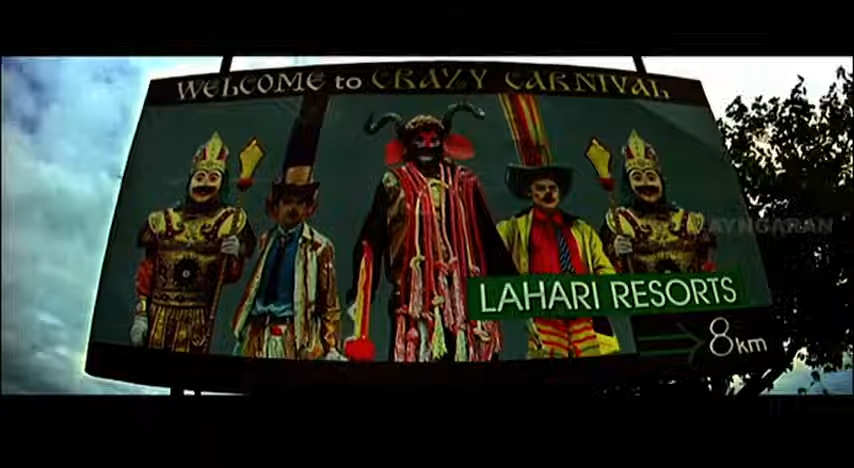 WELCOME to CRAZY CARNIVAL
AYNGARAN
LAHARI RESORTS
8km